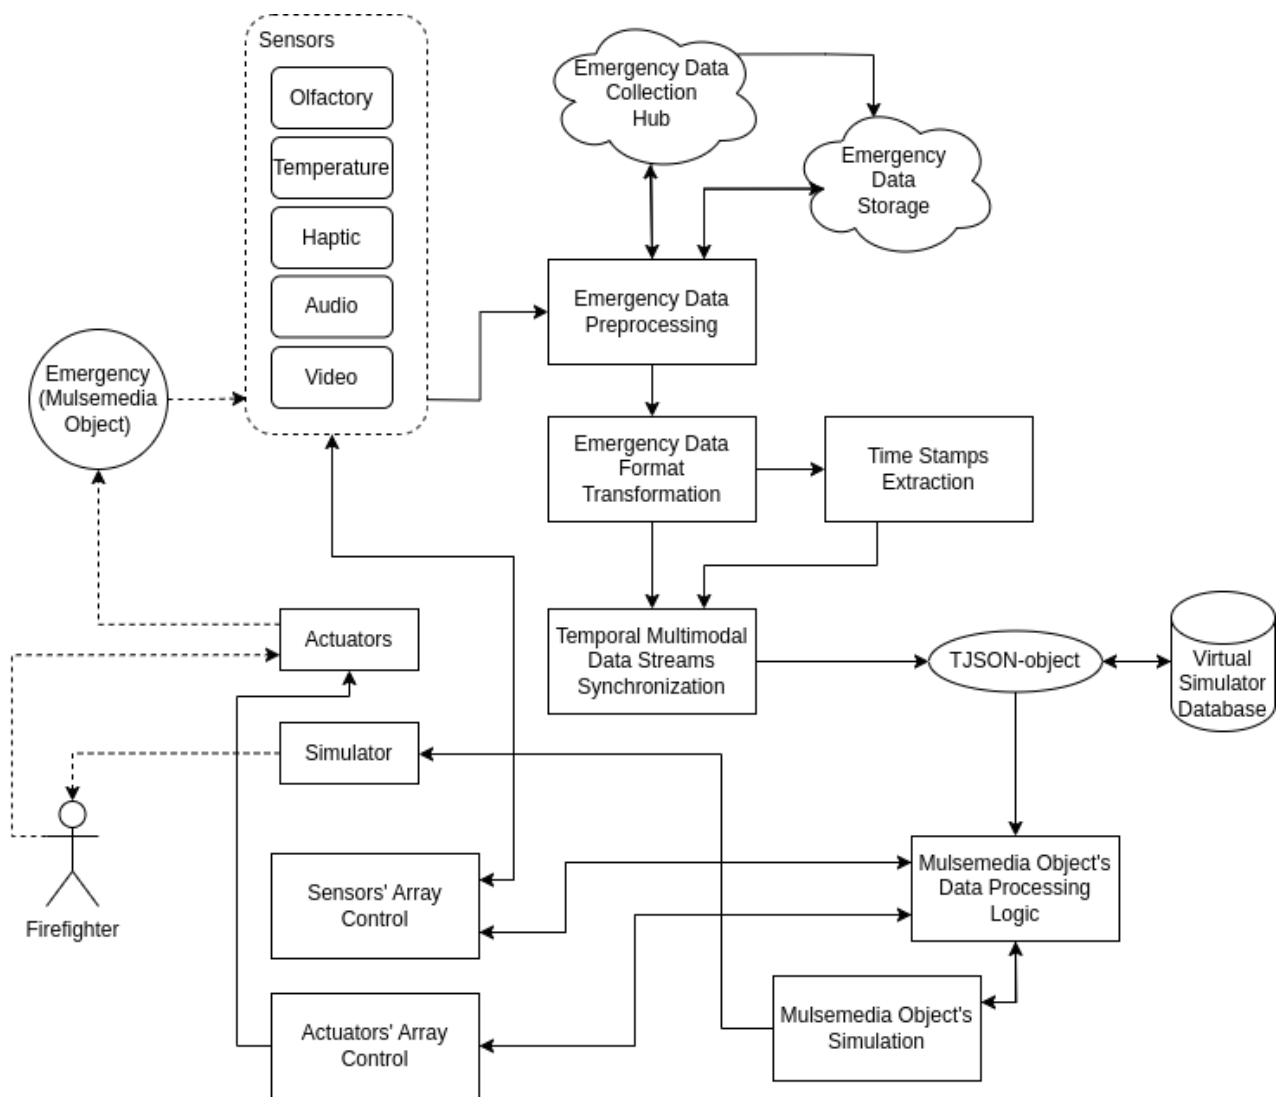 Sensors
Olfactory
Temperature
Haptic
Audio
Video
Emergency Data
Collection
Hub
Emergency
Data
Storage
Emergency Data
Preprocessing
Emergency
(Mulsemedia
Object)
Emergency Data
Format
Transformation
Time Stamps
Extraction
Actuators
Temporal Multimodal
Data Streams
Synchronization
TJSON-object
Virtual
Simulator
Database
Simulator
Firefighter
Sensors' Array
Control
Mulsemedia Object's
Data Processing
Logic
Actuators' Array
Control
Mulsemedia Object's
Simulation